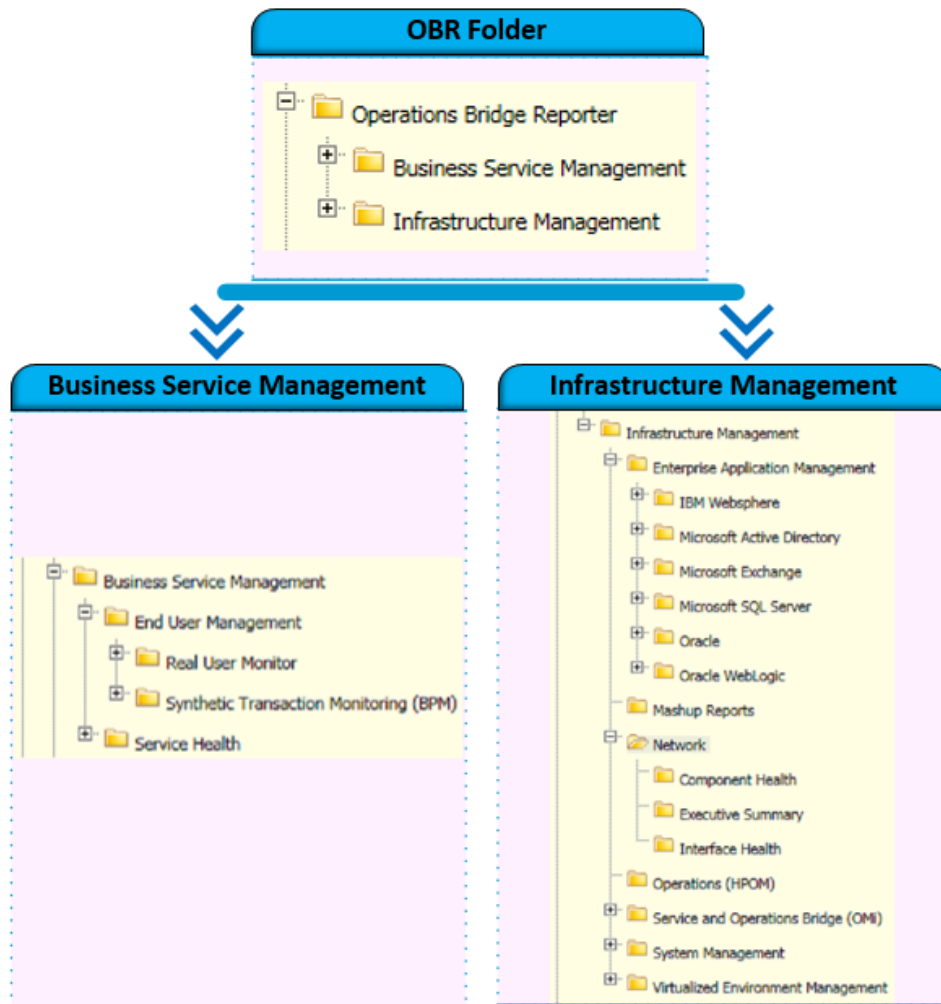 OBR Folder
Operations Bridge Reporter
Business Service Management
Infrastructure Management
Business Service Management
Business Service Management
End User Management
Real User Monitor
Synthetic Transaction Monitoring (BPM)
Service Health
Infrastructure Management
Infrastructure Management
Enterprise Application Management
IBM Websphere
Microsoft Active Directory
Microsoft Exchange
Microsoft SQL Server
Oracle
Oracle WebLogic
Mashup Reports
Network
Component Health
Executive Summary
Interface Health
Operations (HPOM)
Service and Operations Bridge (OMi)
System Management
Virtualized Environment Management